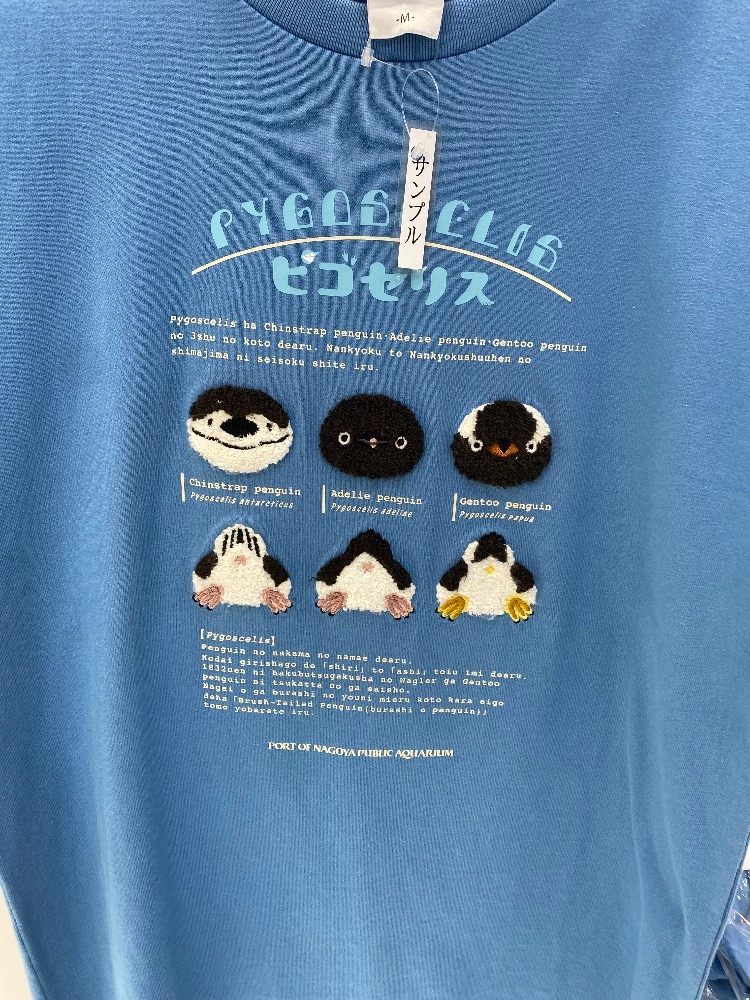 -M-
サンプル
PYGOS CELIS
ピゴセリス
Pygoscelis ha Chinstrap penguin·Adelie penguin·Gentoo penguin
no 3shu no koto dearu. Nankyoku to Nankyokushuuhen no
shimajima ni seisoku shite iru.
Chinstrap penguin
Pygoscelis antarcticus
Adelie penguin
Pygoscelis adeliae
Gentoo penguin
Pygoscelis papua
【Pygoscelis】
Penguin no nakama no namae dearu.
Kodai girishago de「shiri」to「ashi」toiu imi dearu.
1832nen ni hakubutsugakusha no Wagler ga Gentoo
penguin ni tsukatta no ga saisho.
Nagai o ga burashi no youni mieru koto kara eigo
deha「Brush-Tailed Penguin(burashi o penguin)」
tomo yobarete iru.
PORT OF NAGOYA PUBLIC AQUARIUM